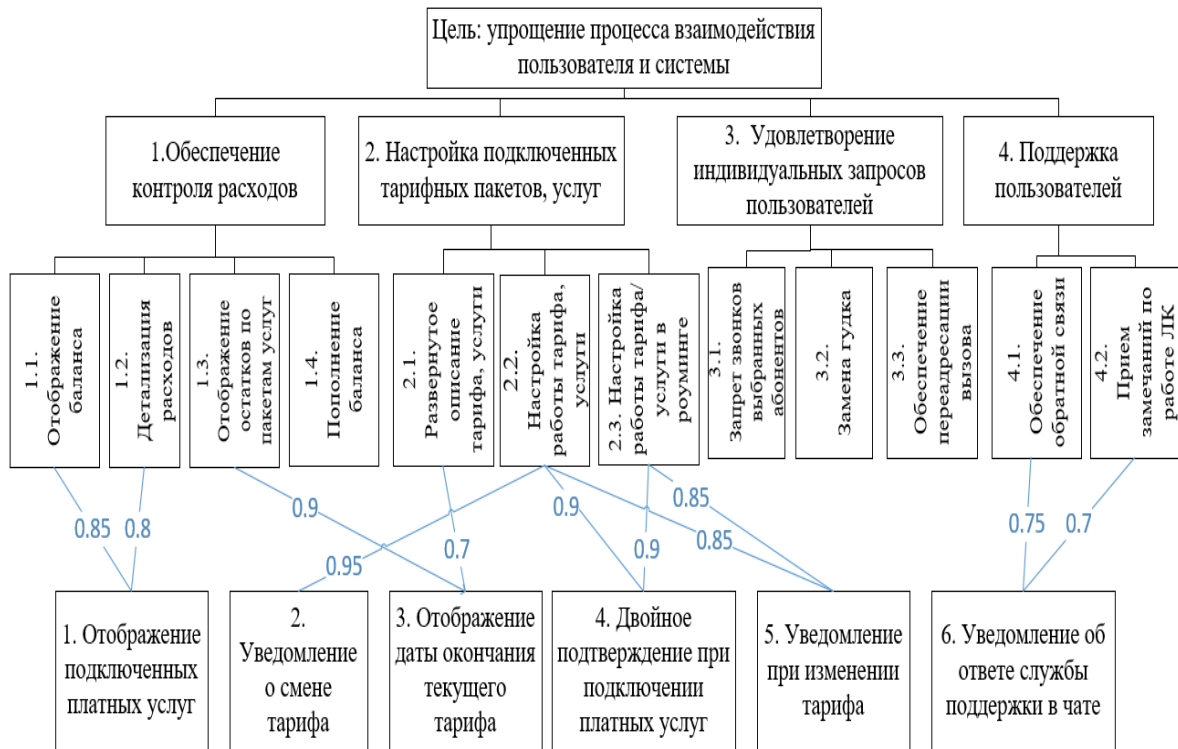 Цель: упрощение процесса взаимодействия
пользователя и системы
1.Обеспечение
контроля расходов
2. Настройка подключенных
тарифных пакетов, услуг
3. Удовлетворение
индивидуальных запросов
пользователей
4. Поддержка
пользователей
1.1.
Отображение
баланса
1.2.
Детализация
расходов
1.3.
Отображение
остатков по
пакетам услуг
1.4.
Пополнение
баланса
2.1.
Развернутое
описание
тарифа, услуги
2.2.
Настройка
работы тарифа,
услуги
2.3. Настройка
работы тарифа/
услуги в
роуминге
3.1.
Запрет звонков
выбранных
абонентов
3.2.
Замена гудка
3.3.
Обеспечение
переадресации
вызова
4.1.
Обеспечение
обратной связи
4.2.
Прием
замечаний по
работе ЛК
0.85
0.8
0.9
0.95
0.7
0.9
0.9
0.85
0.85
0.75
0.7
1. Отображение
подключенных
платных услуг
2.
Уведомление
о смене
тарифа
3. Отображение
даты окончания
текущего
тарифа
4. Двойное
подтверждение при
подключении
платных услуг
5. Уведомление
при изменении
тарифа
6. Уведомление об
ответе службы
поддержки в чате